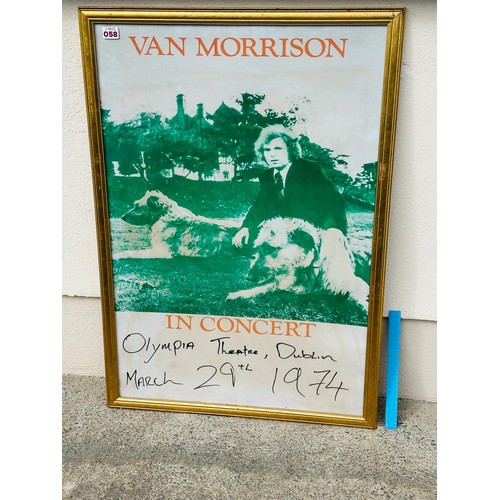 058
VAN MORRISON
IN CONCERT
Olympia Theatre, Dublin
March 29th 1974